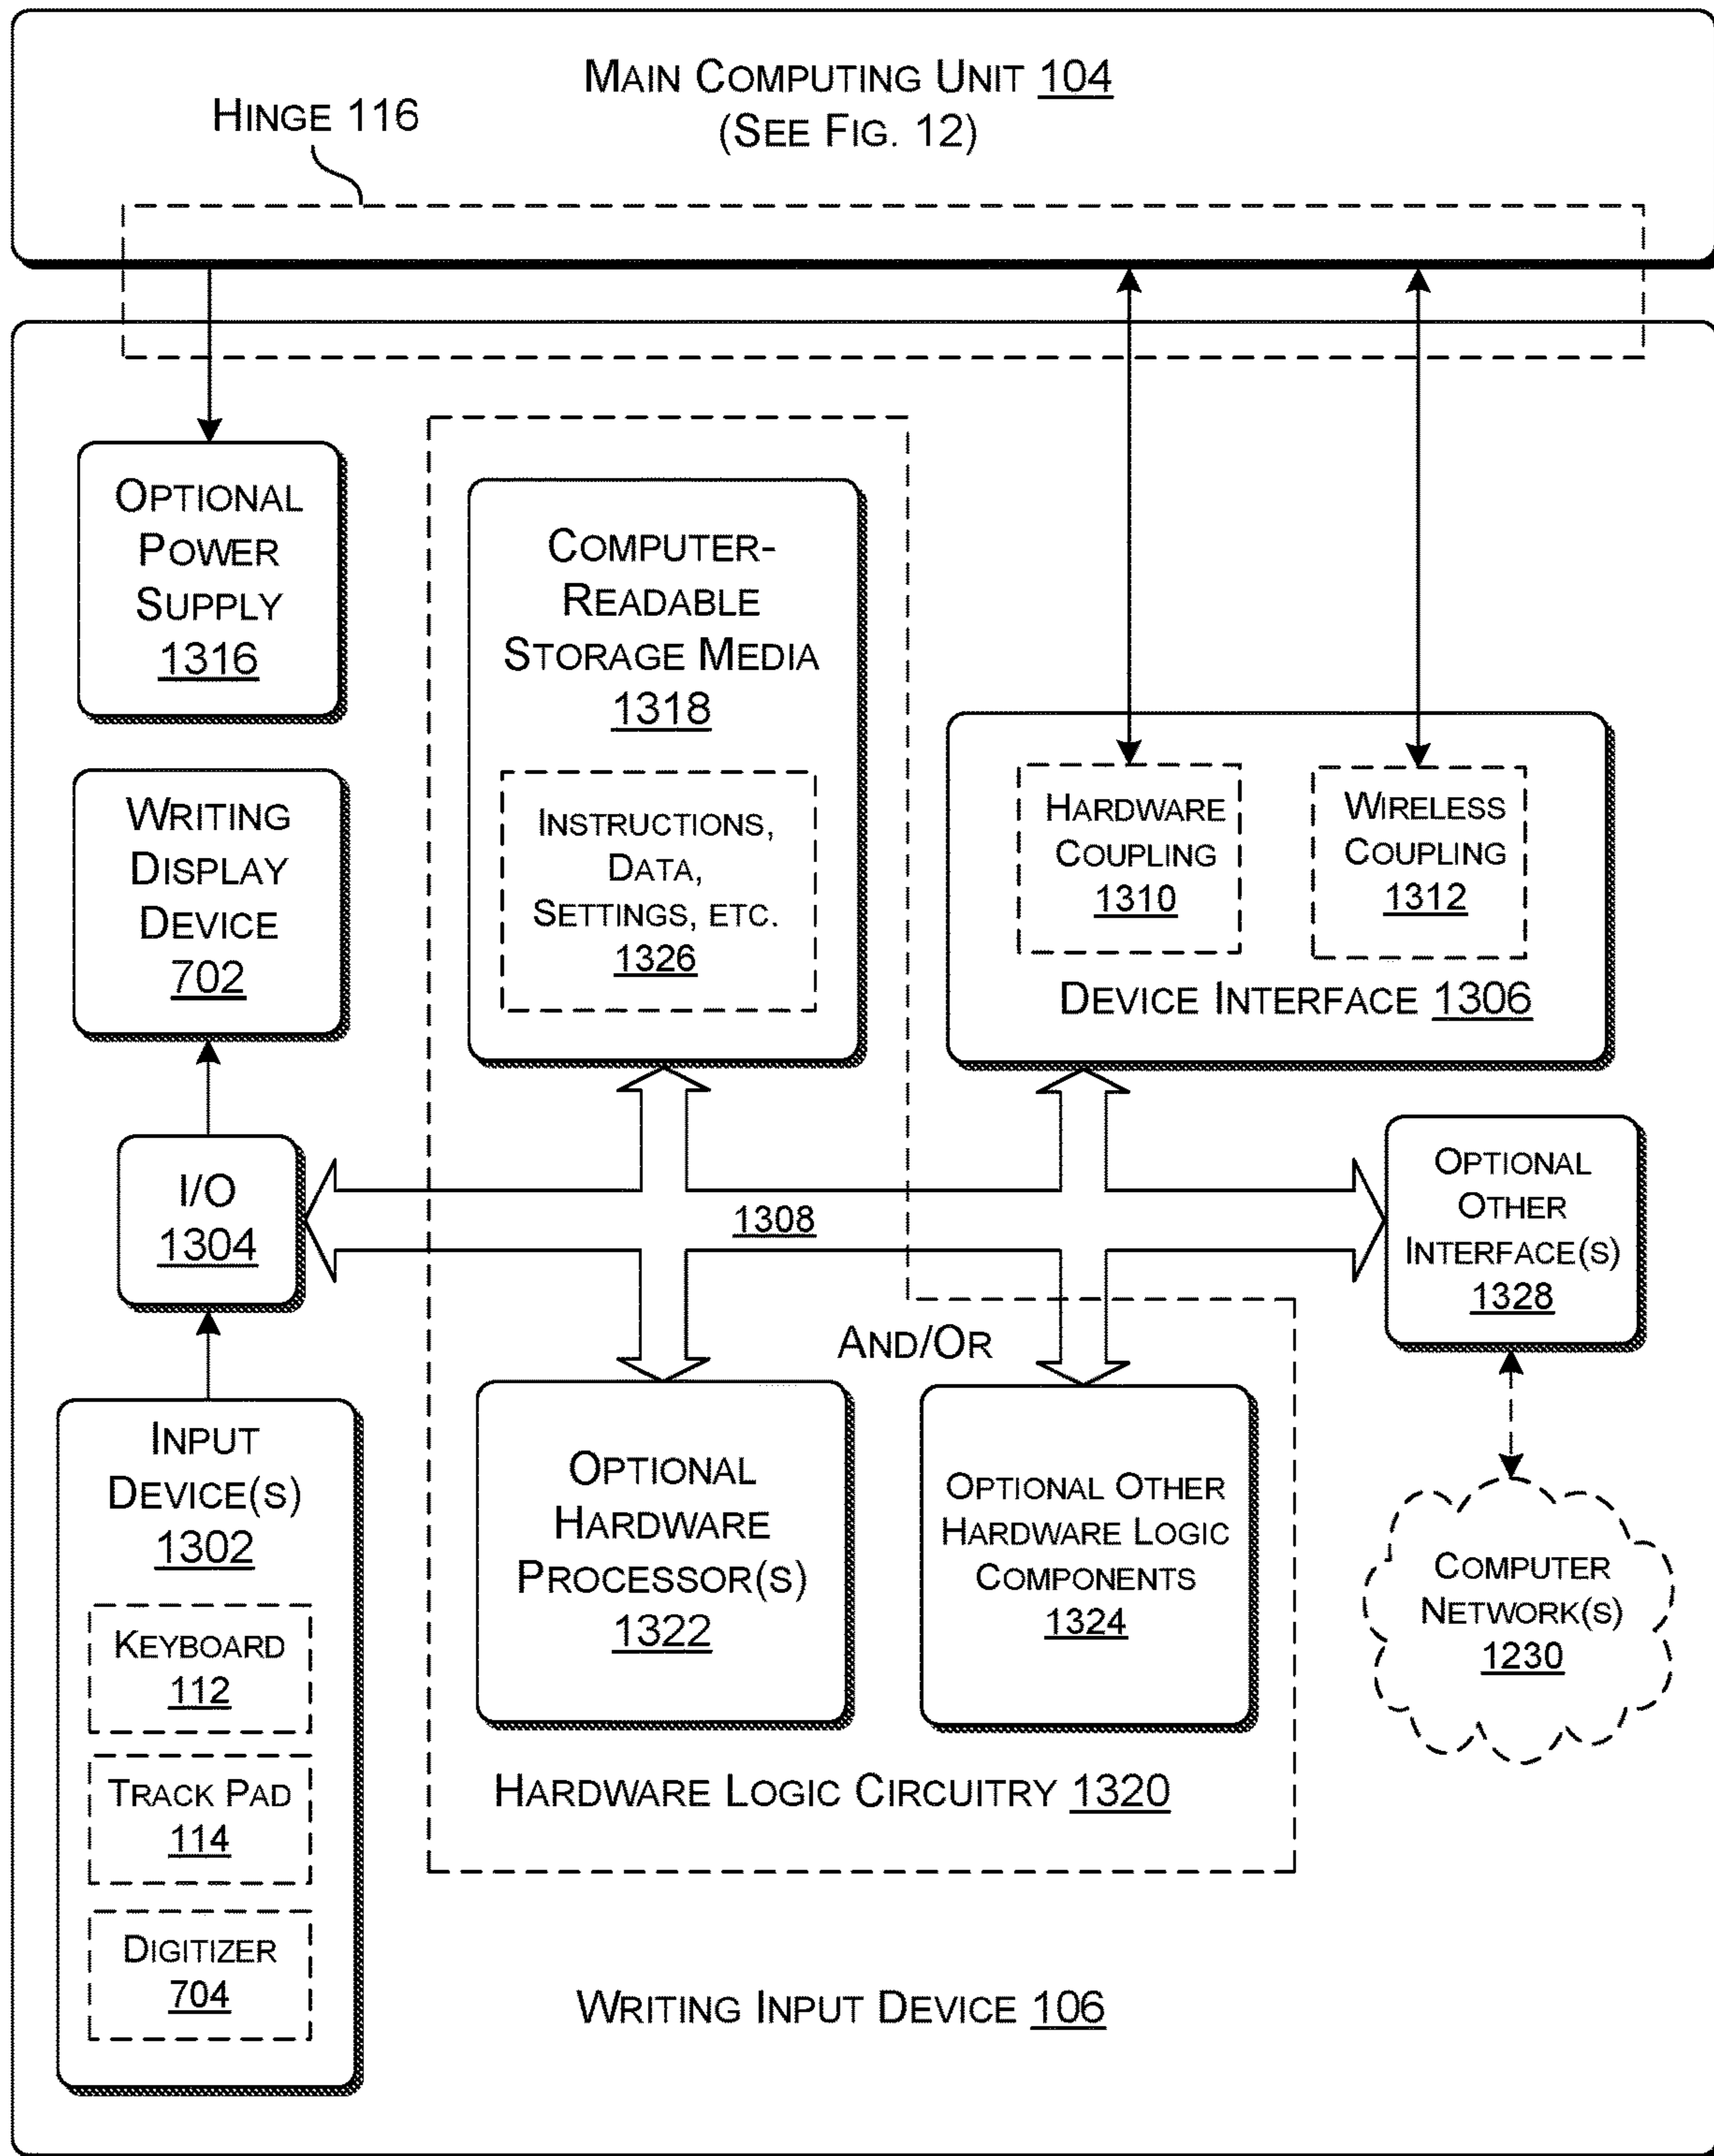 MAIN COMPUTING UNIT 104
(SEE FIG. 12)
HINGE 116
OPTIONAL
POWER
SUPPLY
1316
WRITING
DISPLAY
DEVICE
702
I/O
1304
INPUT
DEVICE(S)
1302
KEYBOARD
112
TRACK PAD
114
DIGITIZER
704
COMPUTER-
READABLE
STORAGE MEDIA
1318
INSTRUCTIONS,
DATA,
SETTINGS, ETC.
1326
1308
AND/OR
OPTIONAL
HARDWARE
PROCESSOR(S)
1322
OPTIONAL OTHER
HARDWARE LOGIC
COMPONENTS
1324
HARDWARE LOGIC CIRCUITRY 1320
HARDWARE
COUPLING
1310
WIRELESS
COUPLING
1312
DEVICE INTERFACE 1306
OPTIONAL
OTHER
INTERFACE(S)
1328
COMPUTER
NETWORK(S)
1230
WRITING INPUT DEVICE 106